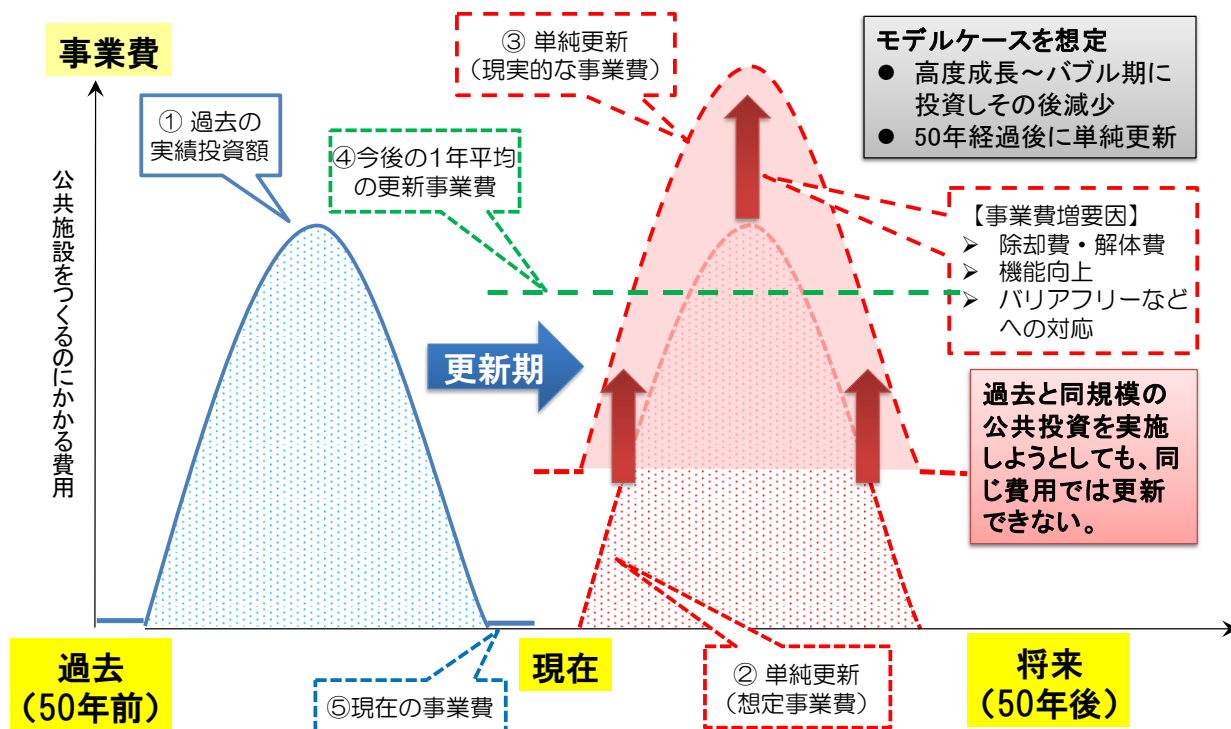 事業費
公共施設をつくるのにかかる費用
① 過去の
実績投資額
③ 単純更新
（現実的な事業費）
モデルケースを想定
● 高度成長～バブル期に
投資しその後減少
● 50年経過後に単純更新
④今後の1年平均
の更新事業費
【事業費増要因】
➢ 除却費・解体費
➢ 機能向上
➢ バリアフリーなど
への対応
更新期
過去と同規模の
公共投資を実施
しようとしても、同
じ費用では更新
できない。
過去
（50年前）
⑤現在の事業費
現在
② 単純更新
（想定事業費）
将来
（50年後）